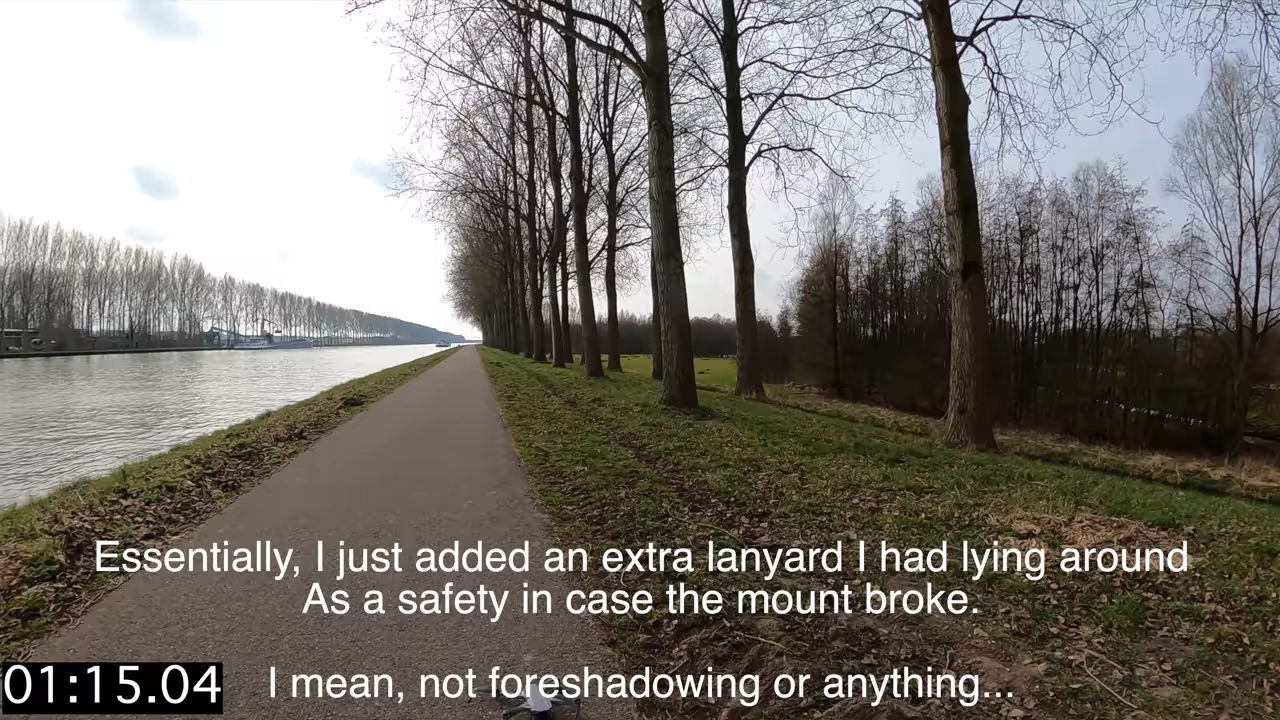 Essentially, I just added an extra lanyard I had lying around
As a safety in case the mount broke.
01:15.04
I mean, not foreshadowing or anything...